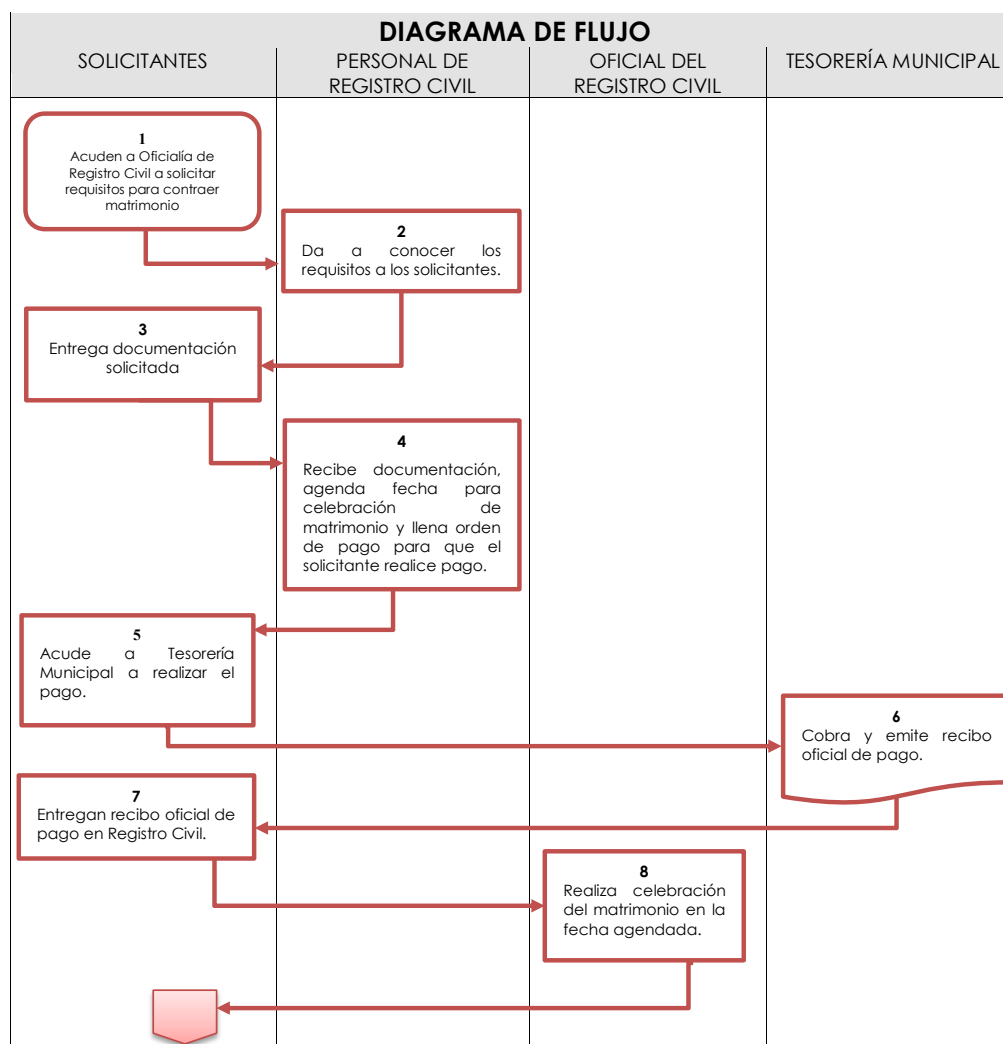 DIAGRAMA DE FLUJO
SOLICITANTES
PERSONAL DE
REGISTRO CIVIL
OFICIAL DEL
REGISTRO CIVIL
TESORERÍA MUNICIPAL
1
Acuden a Oficialía de
Registro Civil a solicitar
requisitos para contraer
matrimonio
2
Da a conocer los
requisitos a los solicitantes.
3
Entrega documentación
solicitada
4
Recibe documentación,
agenda fecha para
celebración de
matrimonio y llena orden
de pago para que el
solicitante realice pago.
5
Acude a Tesorería
Municipal a realizar el
pago.
6
Cobra y emite recibo
oficial de pago.
7
Entregan recibo oficial de
pago en Registro Civil.
8
Realiza celebración
del matrimonio en la
fecha agendada.